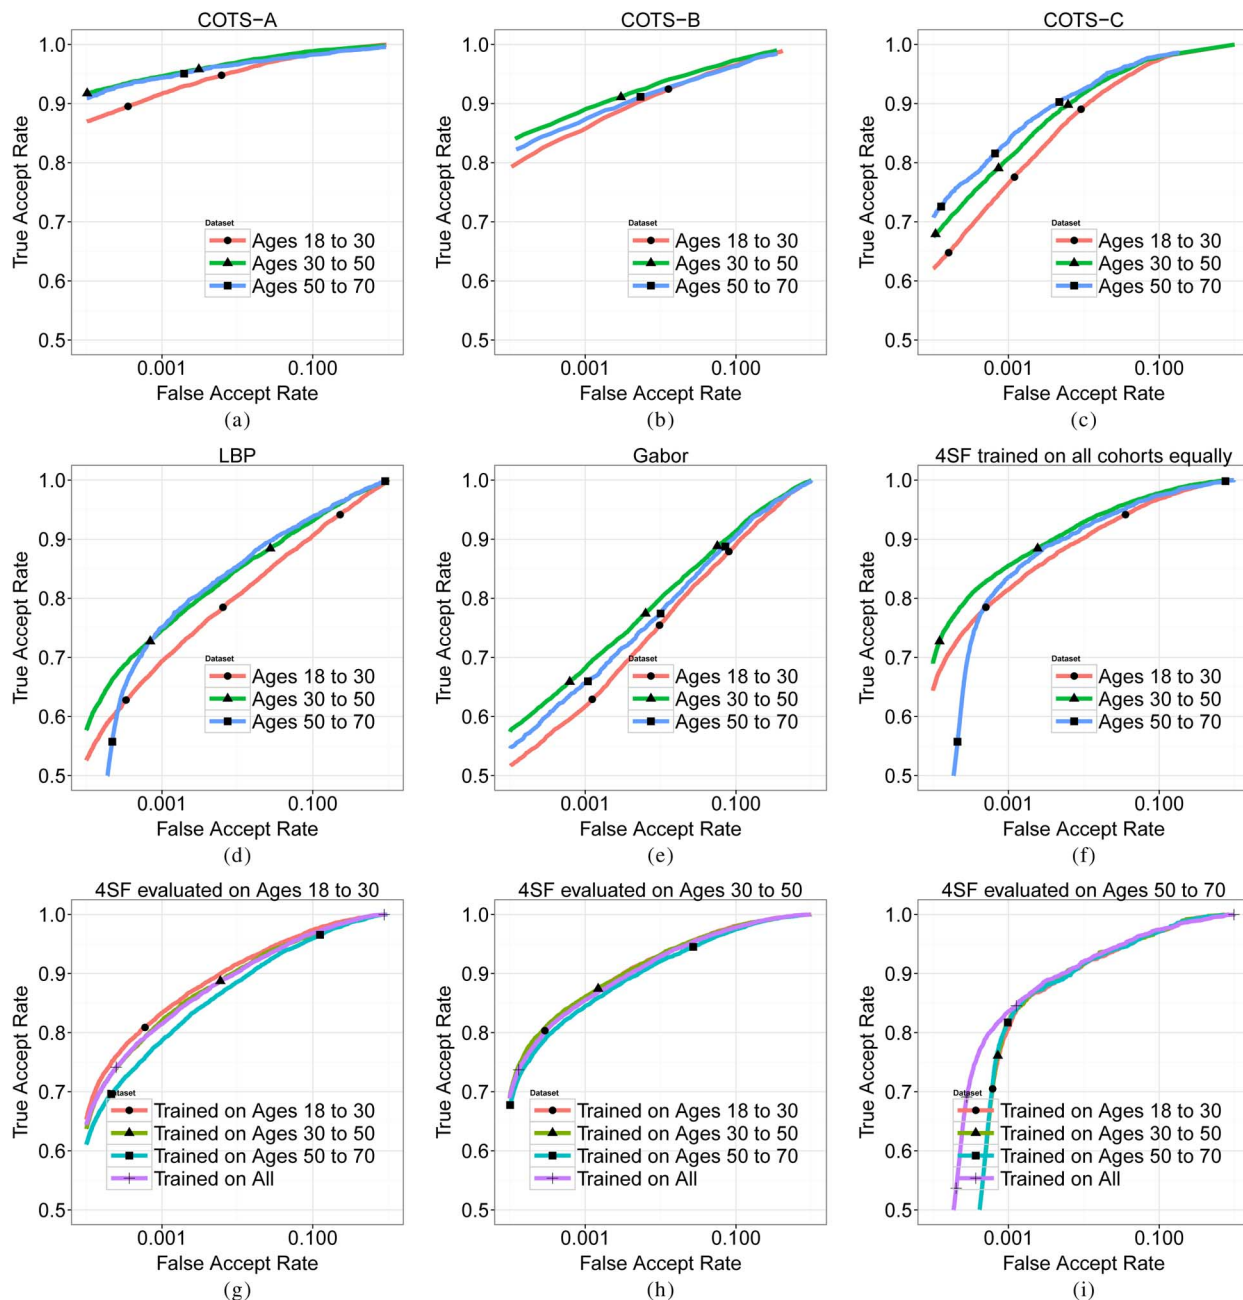 COTS−A
1.0
0.9
0.8
0.7
0.6
0.5
True Accept Rate
Dataset
Ages 18 to 30
Ages 30 to 50
Ages 50 to 70
0.001 0.100
False Accept Rate
(a)
COTS−B
1.0
0.9
0.8
0.7
0.6
0.5
True Accept Rate
Dataset
Ages 18 to 30
Ages 30 to 50
Ages 50 to 70
0.001 0.100
False Accept Rate
(b)
COTS−C
1.0
0.9
0.8
0.7
0.6
0.5
True Accept Rate
Dataset
Ages 18 to 30
Ages 30 to 50
Ages 50 to 70
0.001 0.100
False Accept Rate
(c)
LBP
1.0
0.9
0.8
0.7
0.6
0.5
True Accept Rate
Dataset
Ages 18 to 30
Ages 30 to 50
Ages 50 to 70
0.001 0.100
False Accept Rate
(d)
Gabor
1.0
0.9
0.8
0.7
0.6
0.5
True Accept Rate
Dataset
Ages 18 to 30
Ages 30 to 50
Ages 50 to 70
0.001 0.100
False Accept Rate
(e)
4SF trained on all cohorts equally
1.0
0.9
0.8
0.7
0.6
0.5
True Accept Rate
Dataset
Ages 18 to 30
Ages 30 to 50
Ages 50 to 70
0.001 0.100
False Accept Rate
(f)
4SF evaluated on Ages 18 to 30
1.0
0.9
0.8
0.7
0.6
0.5
True Accept Rate
Dataset
Trained on Ages 18 to 30
Trained on Ages 30 to 50
Trained on Ages 50 to 70
Trained on All
0.001 0.100
False Accept Rate
(g)
4SF evaluated on Ages 30 to 50
1.0
0.9
0.8
0.7
0.6
0.5
True Accept Rate
Dataset
Trained on Ages 18 to 30
Trained on Ages 30 to 50
Trained on Ages 50 to 70
Trained on All
0.001 0.100
False Accept Rate
(h)
4SF evaluated on Ages 50 to 70
1.0
0.9
0.8
0.7
0.6
0.5
True Accept Rate
Dataset
Trained on Ages 18 to 30
Trained on Ages 30 to 50
Trained on Ages 50 to 70
Trained on All
0.001 0.100
False Accept Rate
(i)